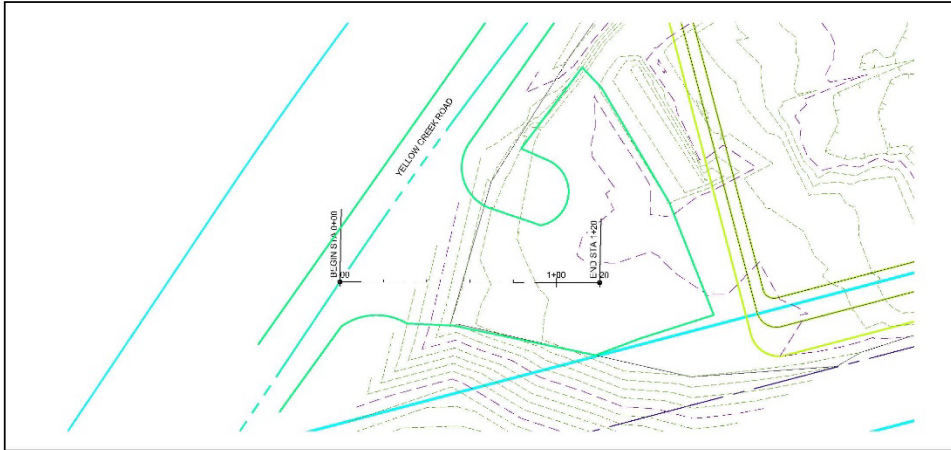 YELLOW CREEK ROAD
BEGIN STA 0+00
00
1+00
END STA 1+20
20